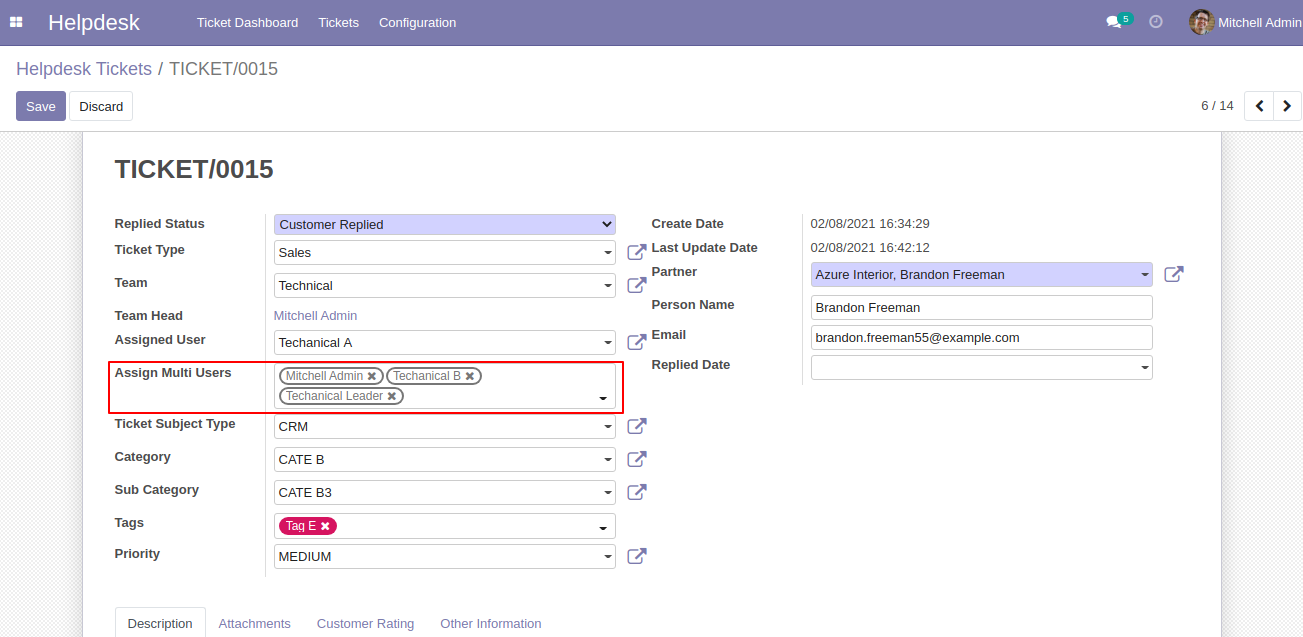 Helpdesk Ticket Dashboard Tickets Configuration 5 Mitchell Admin
Helpdesk Tickets / TICKET/0015
Save Discard 6 / 14
TICKET/0015
Replied Status Customer Replied
Ticket Type Sales
Team Technical
Team Head Mitchell Admin
Assigned User Techanical A
Assign Multi Users Mitchell Admin Techanical B
Techanical Leader
Ticket Subject Type CRM
Category CATE B
Sub Category CATE B3
Tags Tag E
Priority MEDIUM
Create Date 02/08/2021 16:34:29
Last Update Date 02/08/2021 16:42:12
Partner Azure Interior, Brandon Freeman
Person Name Brandon Freeman
Email brandon.freeman55@example.com
Replied Date
Description Attachments Customer Rating Other Information